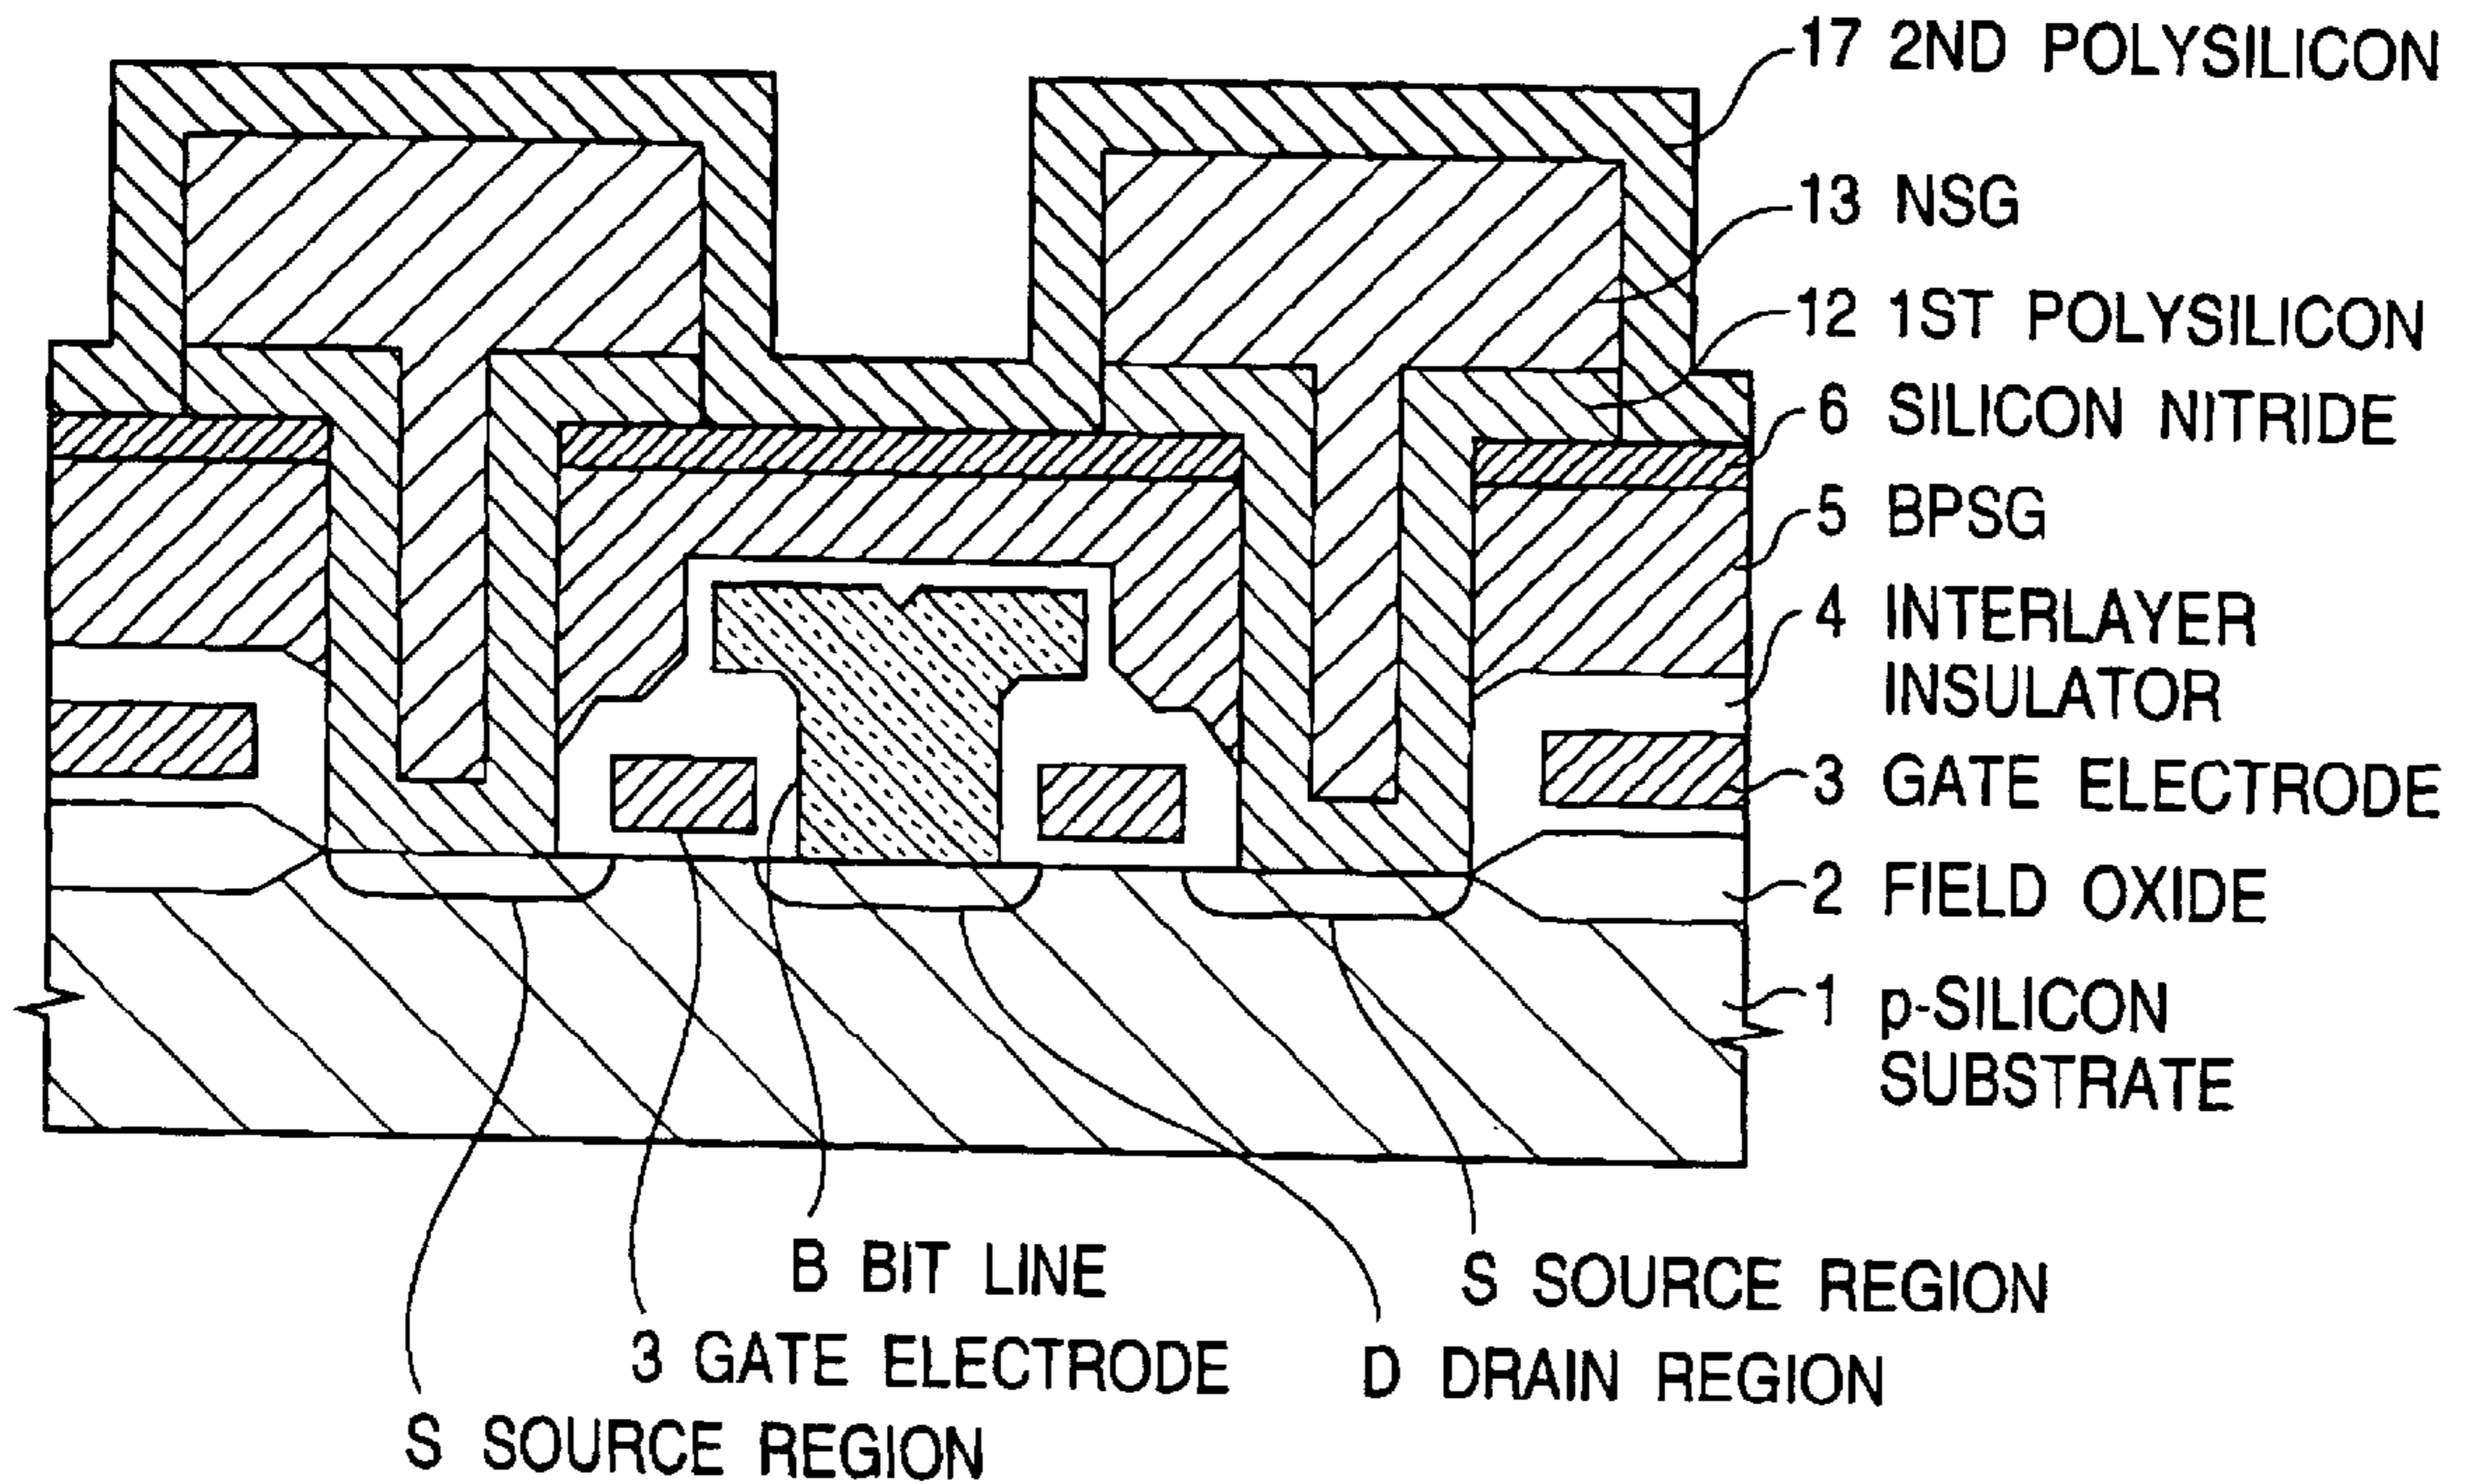 17 2ND POLYSILICON
13 NSG
12 1ST POLYSILICON
6 SILICON NITRIDE
5 BPSG
4 INTERLAYER
INSULATOR
3 GATE ELECTRODE
2 FIELD OXIDE
1 p-SILICON
SUBSTRATE
B BIT LINE
S SOURCE REGION
3 GATE ELECTRODE
D DRAIN REGION
S SOURCE REGION